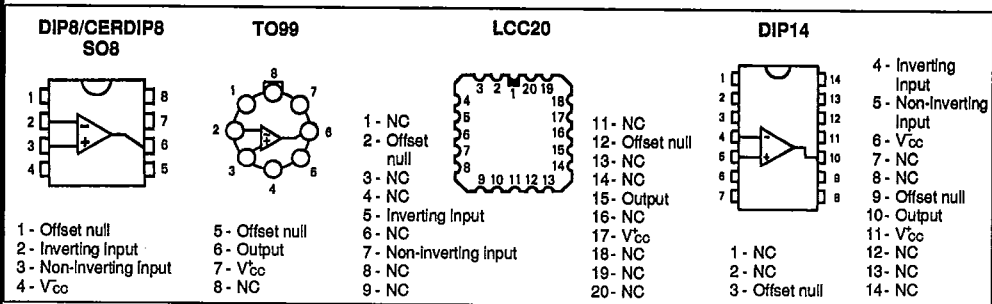 DIP8/CERDIP8
SO8
1
2
3
4
8
7
6
5
1 - Offset null
2 - Inverting Input
3 - Non-inverting Input
4 - V̄cc
TO99
8
1
7
2
6
3
5
4
5 - Offset null
6 - Output
7 - V⁺cc
8 - NC
LCC20
3 2 1 20 19
4
5
6
7
8
18
17
16
15
14
9 10 11 12 13
1 - NC
2 - Offset
null
3 - NC
4 - NC
5 - Inverting Input
6 - NC
7 - Non-inverting input
8 - NC
9 - NC
11 - NC
12 - Offset null
13 - NC
14 - NC
15 - Output
16 - NC
17 - V⁺cc
18 - NC
19 - NC
20 - NC
DIP14
1
2
3
4
5
6
7
14
13
12
11
10
9
8
1 - NC
2 - NC
3 - Offset null
4 - Inverting
Input
5 - Non-Inverting
Input
6 - V̄cc
7 - NC
8 - NC
9 - Offset null
10 - Output
11 - V⁺cc
12 - NC
13 - NC
14 - NC